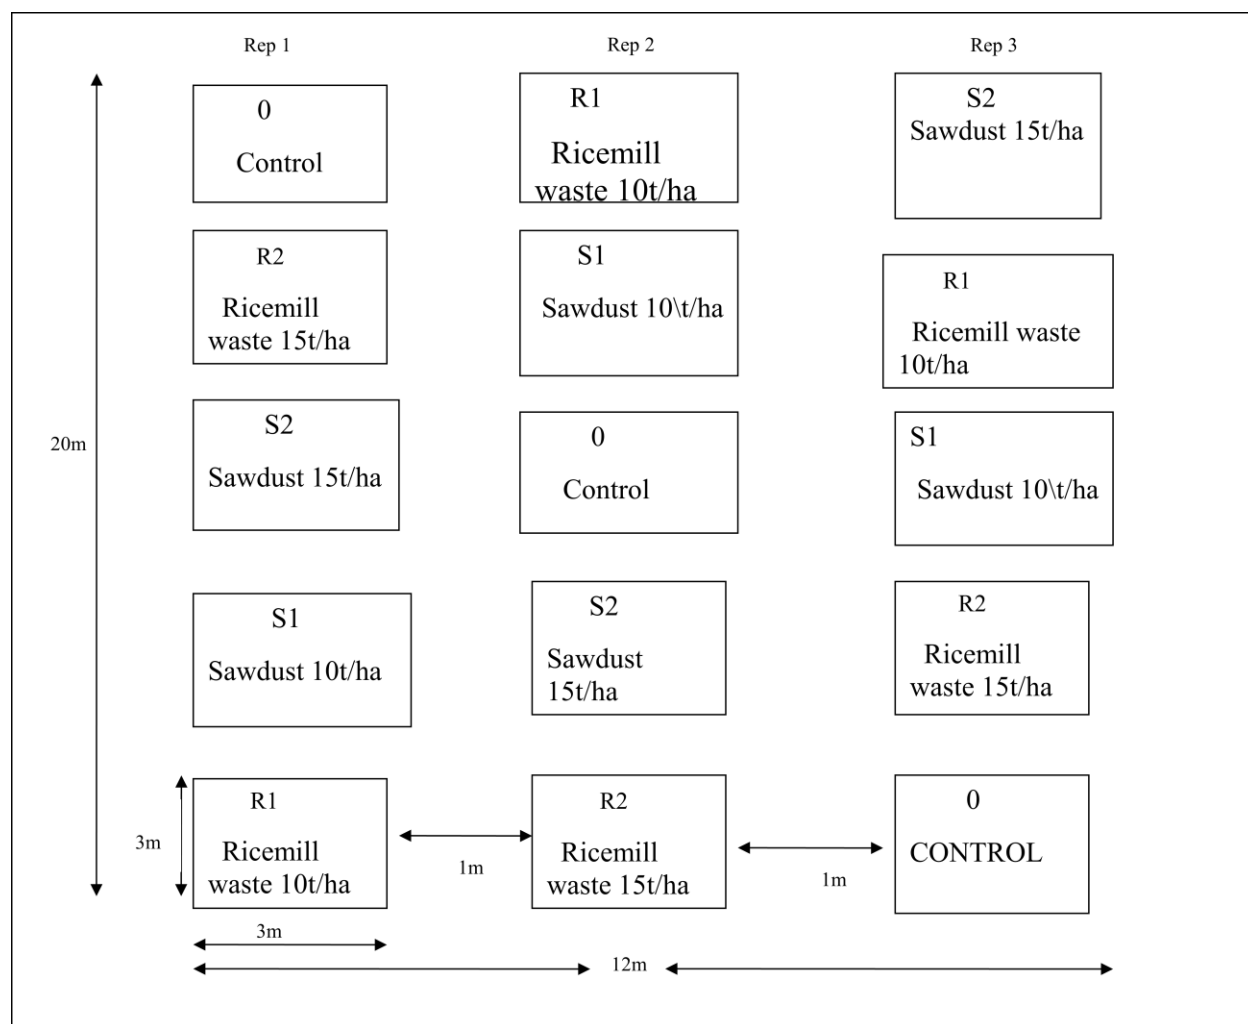 Rep 1
Rep 2
Rep 3
0
Control
R1
Ricemill
waste 10t/ha
S2
Sawdust 15t/ha
R2
Ricemill
waste 15t/ha
S1
Sawdust 10\t/ha
R1
Ricemill waste
10t/ha
20m
S2
Sawdust 15t/ha
0
Control
S1
Sawdust 10\t/ha
S1
Sawdust 10t/ha
S2
Sawdust
15t/ha
R2
Ricemill
waste 15t/ha
3m
R1
Ricemill
waste 10t/ha
1m
R2
Ricemill
waste 15t/ha
1m
0
CONTROL
3m
12m